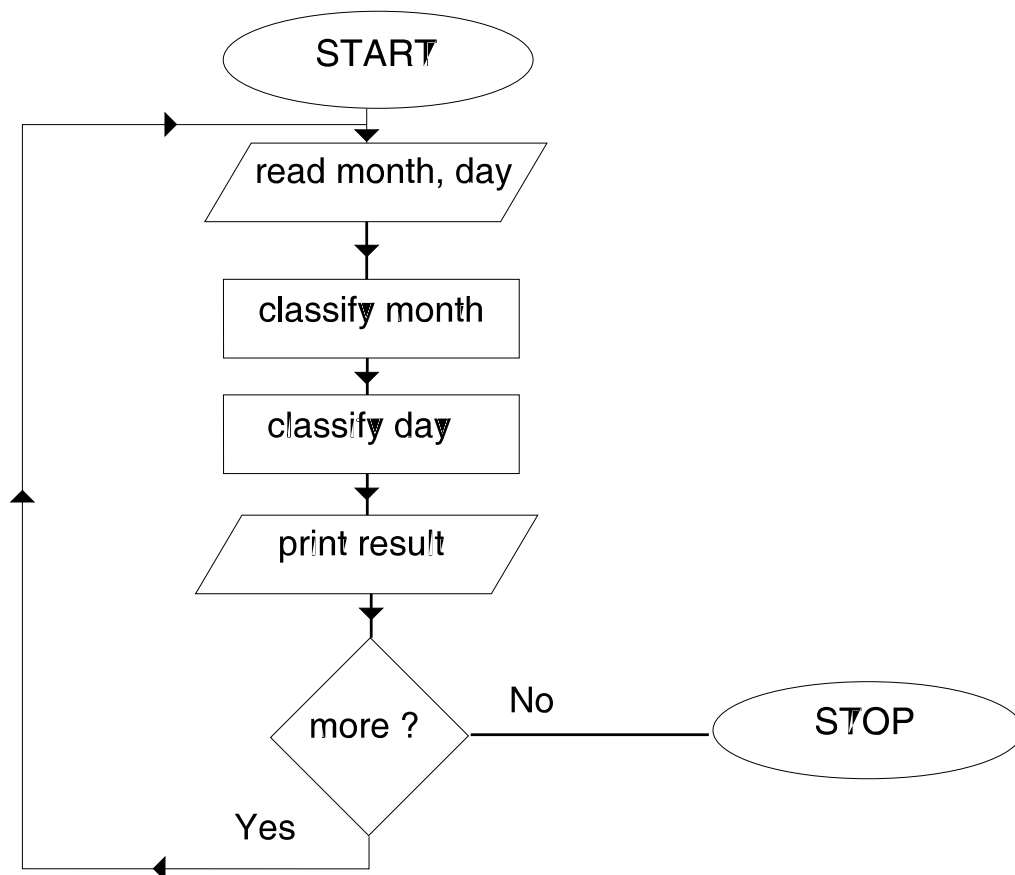 START
read month, day
classify month
classify day
print result
more ?
No
STOP
Yes